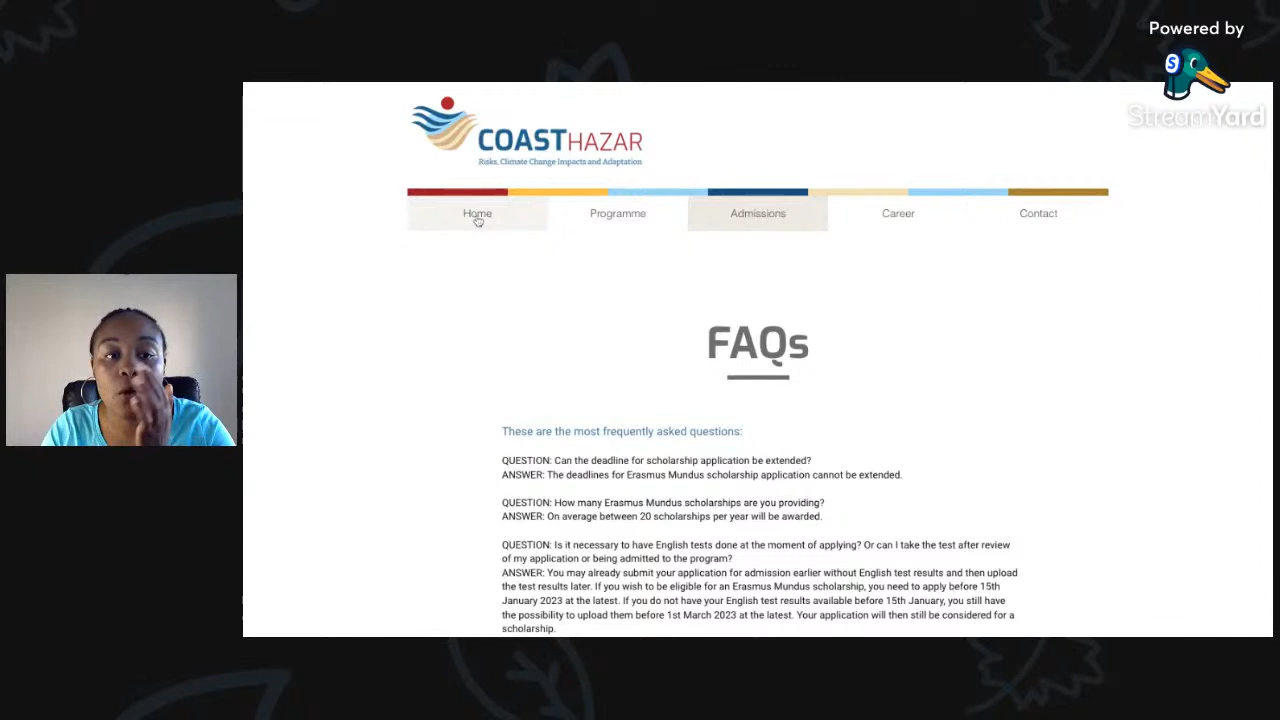 Powered by
S
StreamYard
COASTHAZAR
Risks, Climate Change Impacts and Adaptation
Home
Programme
Admissions
Career
Contact
FAQs
These are the most frequently asked questions:
QUESTION: Can the deadline for scholarship application be extended?
ANSWER: The deadlines for Erasmus Mundus scholarship application cannot be extended.
QUESTION: How many Erasmus Mundus scholarships are you providing?
ANSWER: On average between 20 scholarships per year will be awarded.
QUESTION: Is it necessary to have English tests done at the moment of applying? Or can I take the test after review
of my application or being admitted to the program?
ANSWER: You may already submit your application for admission earlier without English test results and then upload
the test results later. If you wish to be eligible for an Erasmus Mundus scholarship, you need to apply before 15th
January 2023 at the latest. If you do not have your English test results available before 15th January, you still have
the possibility to upload them before 1st March 2023 at the latest. Your application will then still be considered for a
scholarship.